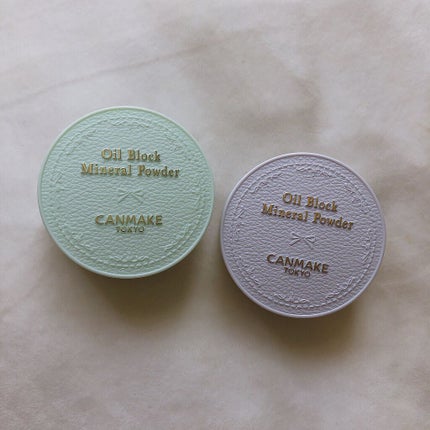 Oil Block
Mineral Powder
CANMAKE
TOKYO
Oil Block
Mineral Powder
CANMAKE
TOKYO